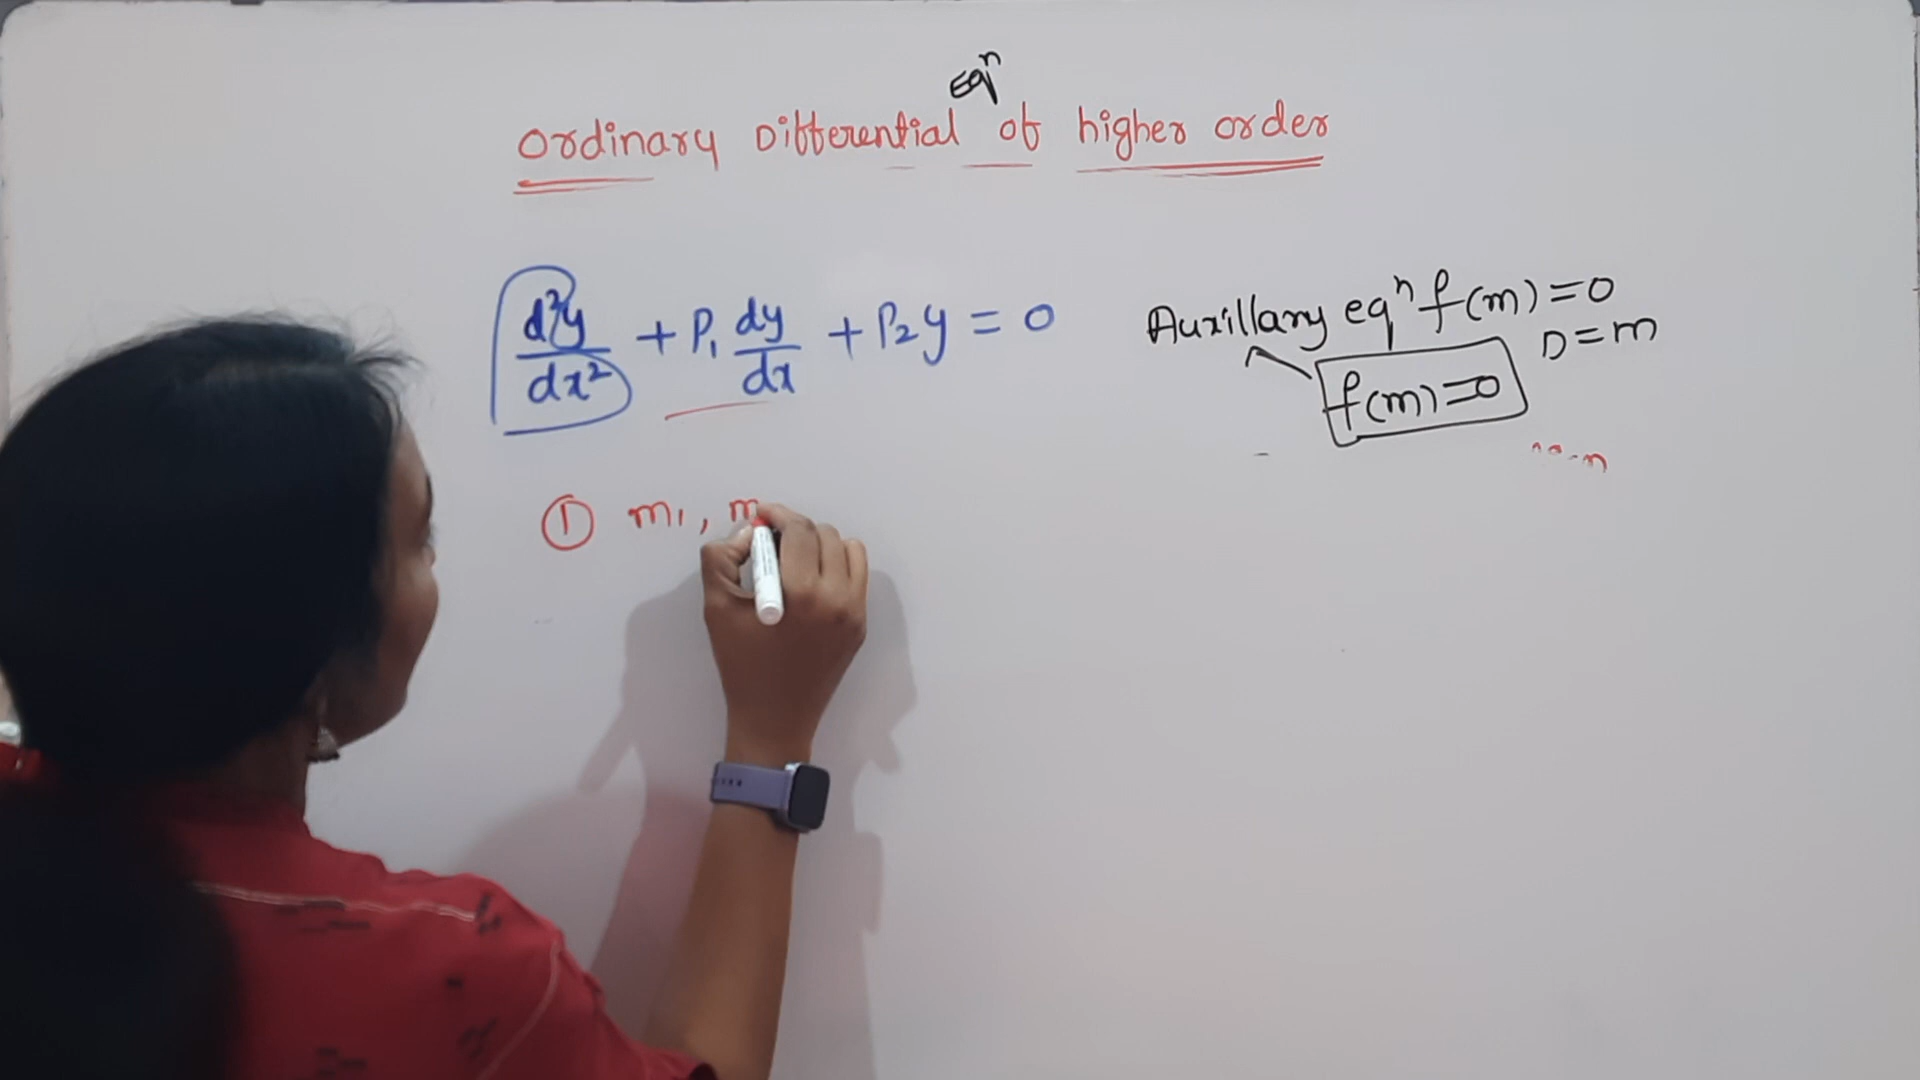 Eqⁿ
Ordinary Differential of higher order
d²y/dx² + P₁ dy/dx + P₂y = 0
Auxillary eqⁿ f(m)=0
D=m
f(m)=0
① m₁, m